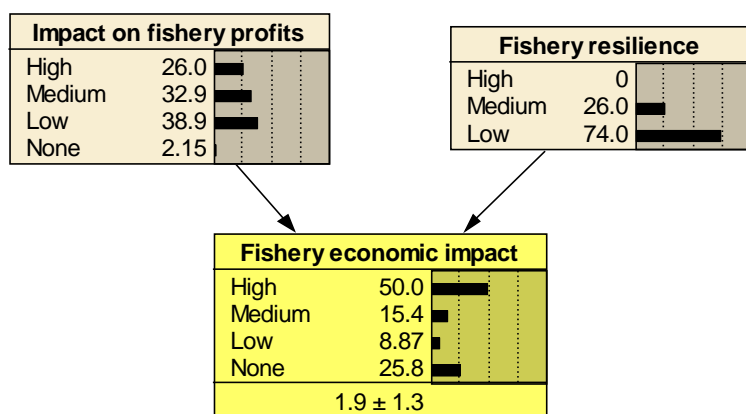 Impact on fishery profits
High 26.0
Medium 32.9
Low 38.9
None 2.15
Fishery resilience
High 0
Medium 26.0
Low 74.0
Fishery economic impact
High 50.0
Medium 15.4
Low 8.87
None 25.8
1.9 ± 1.3